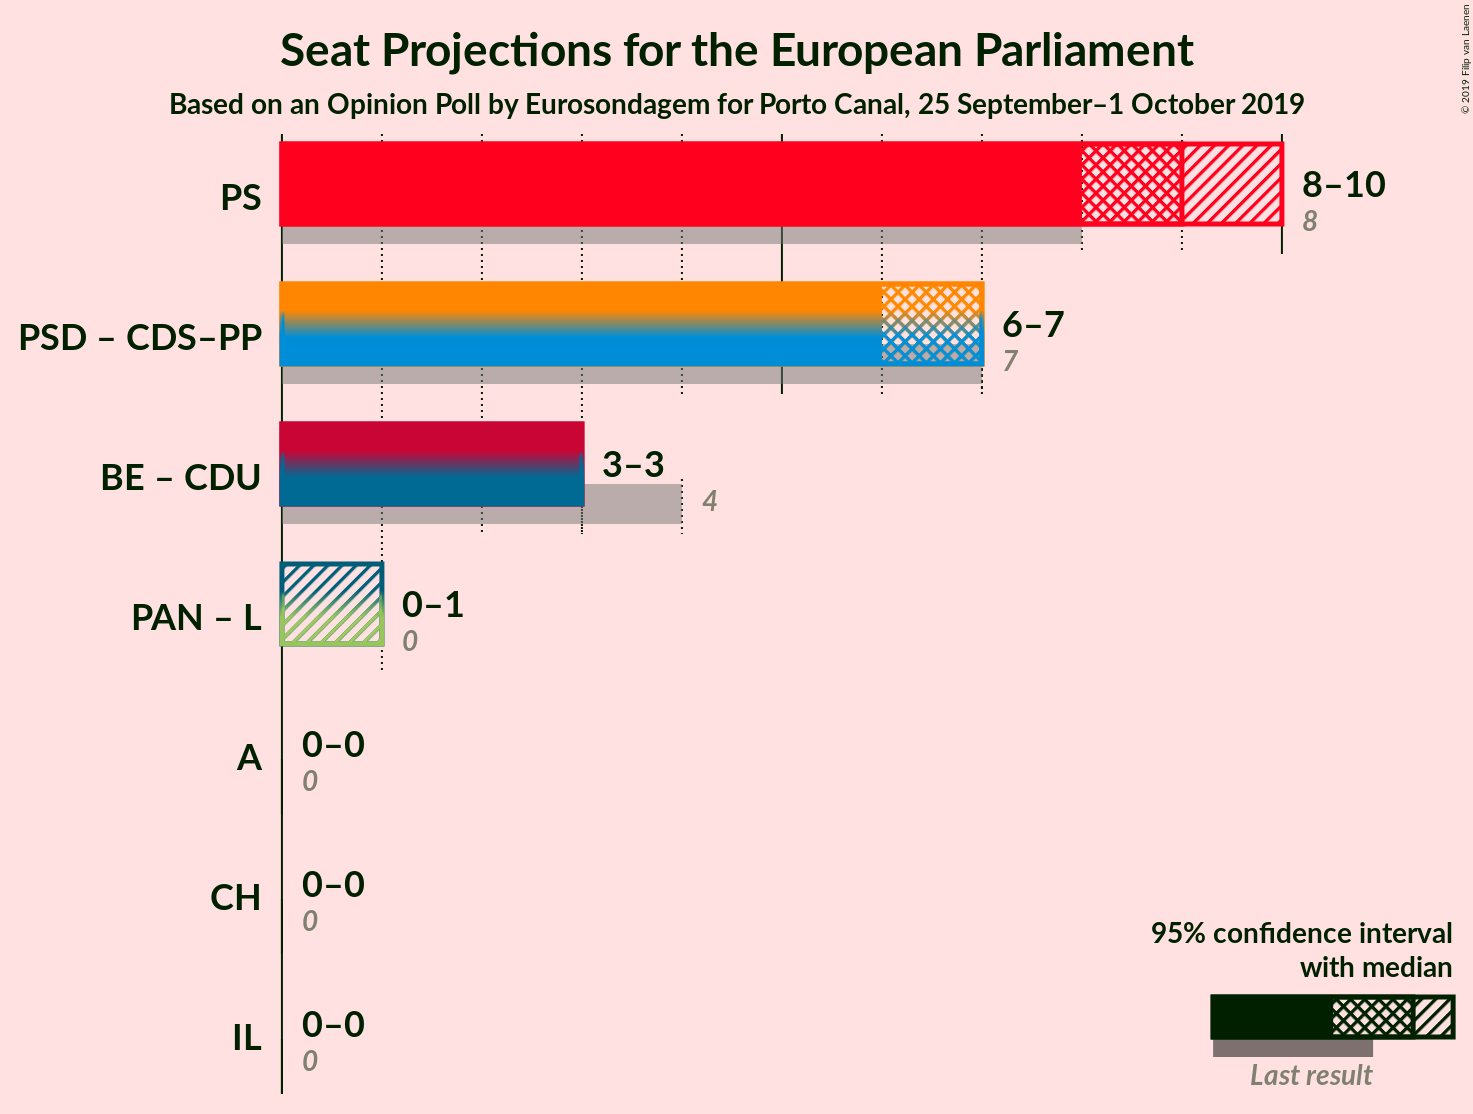 Seat Projections for the European Parliament
Based on an Opinion Poll by Eurosondagem for Porto Canal, 25 September–1 October 2019
© 2019 Filip van Laenen
PS
8–10
8
PSD – CDS–PP
6–7
7
BE – CDU
3–3
4
PAN – L
0–1
0
A
0–0
0
CH
0–0
0
IL
0–0
0
95% confidence interval
with median
Last result